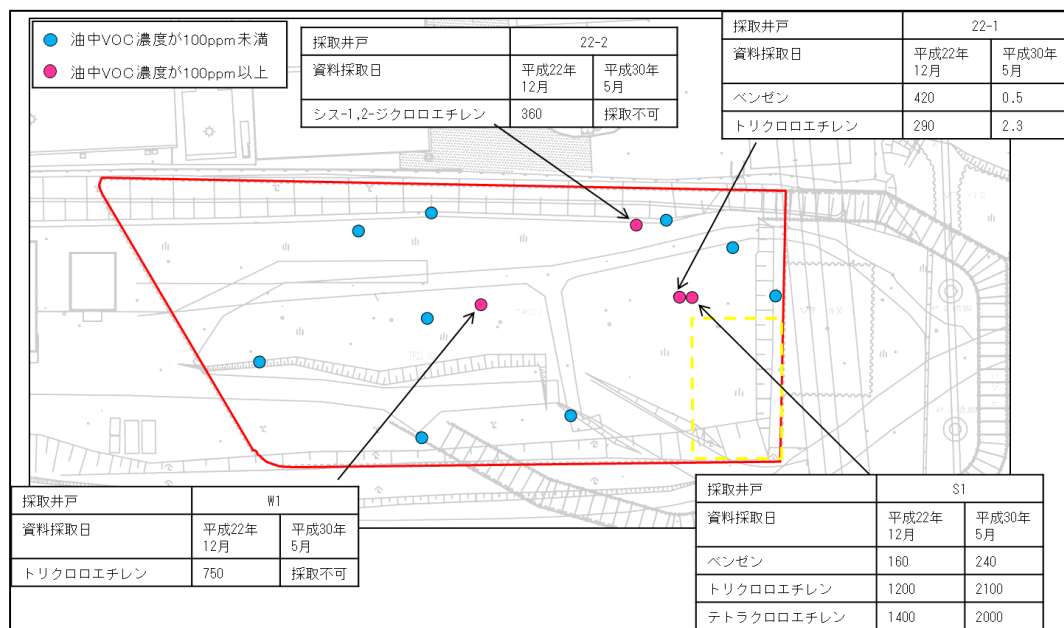 油中VOC濃度が100ppm未満
油中VOC濃度が100ppm以上
採取井戸 22-2
資料採取日 平成22年12月 平成30年5月
シス-1,2-ジクロロエチレン 360 採取不可
採取井戸 22-1
資料採取日 平成22年12月 平成30年5月
ベンゼン 420 0.5
トリクロロエチレン 290 2.3
採取井戸 W1
資料採取日 平成22年12月 平成30年5月
トリクロロエチレン 750 採取不可
採取井戸 S1
資料採取日 平成22年12月 平成30年5月
ベンゼン 160 240
トリクロロエチレン 1200 2100
テトラクロロエチレン 1400 2000